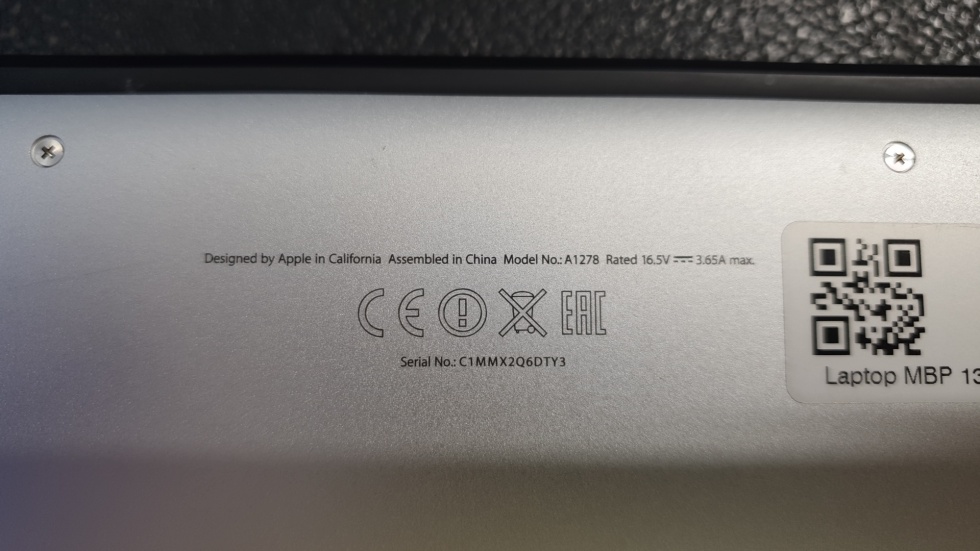 Designed by Apple in California Assembled in China Model No.: A1278 Rated 16.5V ⎓ 3.65A max.
CE EAC
Serial No.: C1MMX2Q6DTY3
Laptop MBP 13